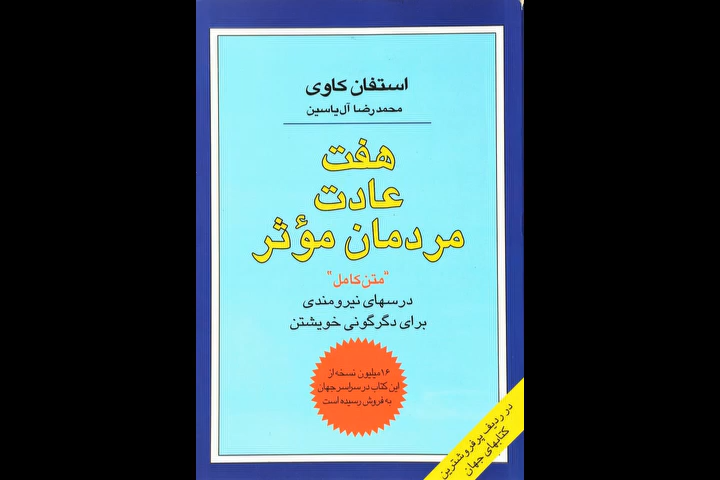 استفان کاوی
محمدرضا آل‌یاسین
هفت
عادت
مردمان مؤثر
"متن کامل"
درسهای نیرومندی
برای دگرگونی خویشتن
۱۶ میلیون نسخه از
این کتاب در سراسر جهان
به فروش رسیده است
در ردیف پرفروشترین
کتابهای جهان